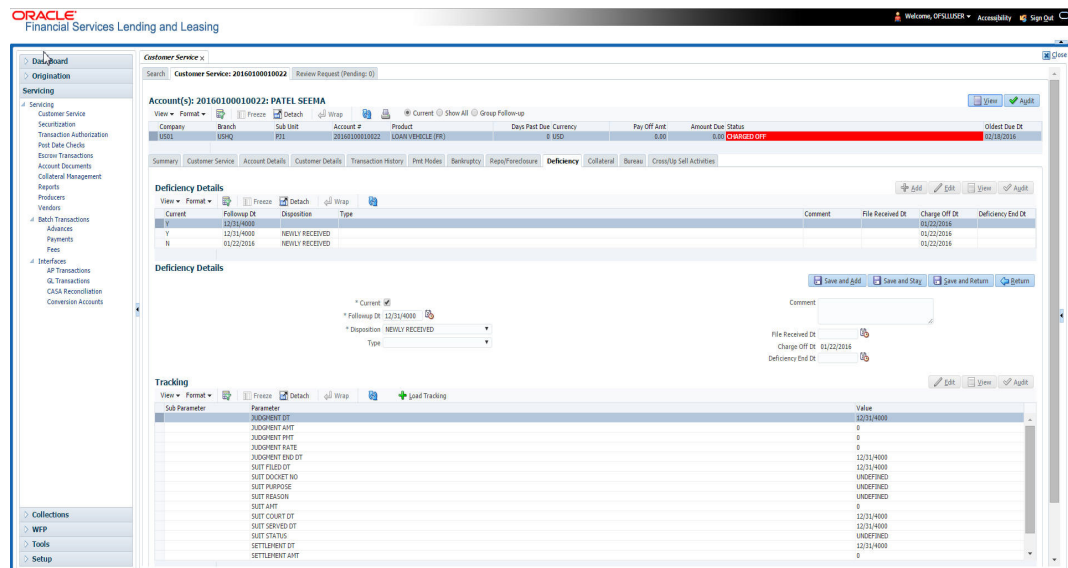 ORACLE
Financial Services Lending and Leasing
Welcome, OFSLLUSER Accessibility Sign Out
Close
DashBoard
Origination
Servicing
Servicing
Customer Service
Securitization
Transaction Authorization
Post Date Checks
Escrow Transactions
Account Documents
Collateral Management
Reports
Producers
Vendors
Batch Transactions
Advances
Payments
Fees
Interfaces
AP Transactions
GL Transactions
CASA Reconciliation
Conversion Accounts
Collections
WFP
Tools
Setup
Customer Service x
Search Customer Service: 20160100010022 Review Request (Pending: 0)
Account(s): 20160100010022: PATEL SEEMA
View Audit
View Format Freeze Detach Wrap Current Show All Group Follow-up
Company Branch Sub Unit Account # Product Days Past Due Currency Pay Off Amt Amount Due Status Oldest Due Dt
US01 USHQ PJ1 20160100010022 LOAN VEHICLE (FR) 0 USD 0.00 0.00 CHARGED OFF 02/18/2016
Summary Customer Service Account Details Customer Details Transaction History Pmt Modes Bankruptcy Repo/Foreclosure Deficiency Collateral Bureau Cross/Up Sell Activities
Deficiency Details
Add Edit View Audit
View Format Freeze Detach Wrap
Current Followup Dt Disposition Type Comment File Received Dt Charge Off Dt Deficiency End Dt
Y 12/31/4000 01/22/2016
Y 12/31/4000 NEWLY RECEIVED 01/22/2016
N 01/22/2016 NEWLY RECEIVED 01/22/2016
Deficiency Details
Save and Add Save and Stay Save and Return Return
* Current
* Followup Dt 12/31/4000
* Disposition NEWLY RECEIVED
Type
Comment
File Received Dt
Charge Off Dt 01/22/2016
Deficiency End Dt
Tracking
Edit View Audit
View Format Freeze Detach Wrap Load Tracking
Sub Parameter Parameter Value
JUDGMENT DT 12/31/4000
JUDGMENT AMT 0
JUDGMENT PMT 0
JUDGMENT RATE 0
JUDGMENT END DT 12/31/4000
SUIT FILED DT 12/31/4000
SUIT DOCKET NO UNDEFINED
SUIT PURPOSE UNDEFINED
SUIT REASON UNDEFINED
SUIT AMT 0
SUIT COURT DT 12/31/4000
SUIT SERVED DT 12/31/4000
SUIT STATUS UNDEFINED
SETTLEMENT DT 12/31/4000
SETTLEMENT AMT 0